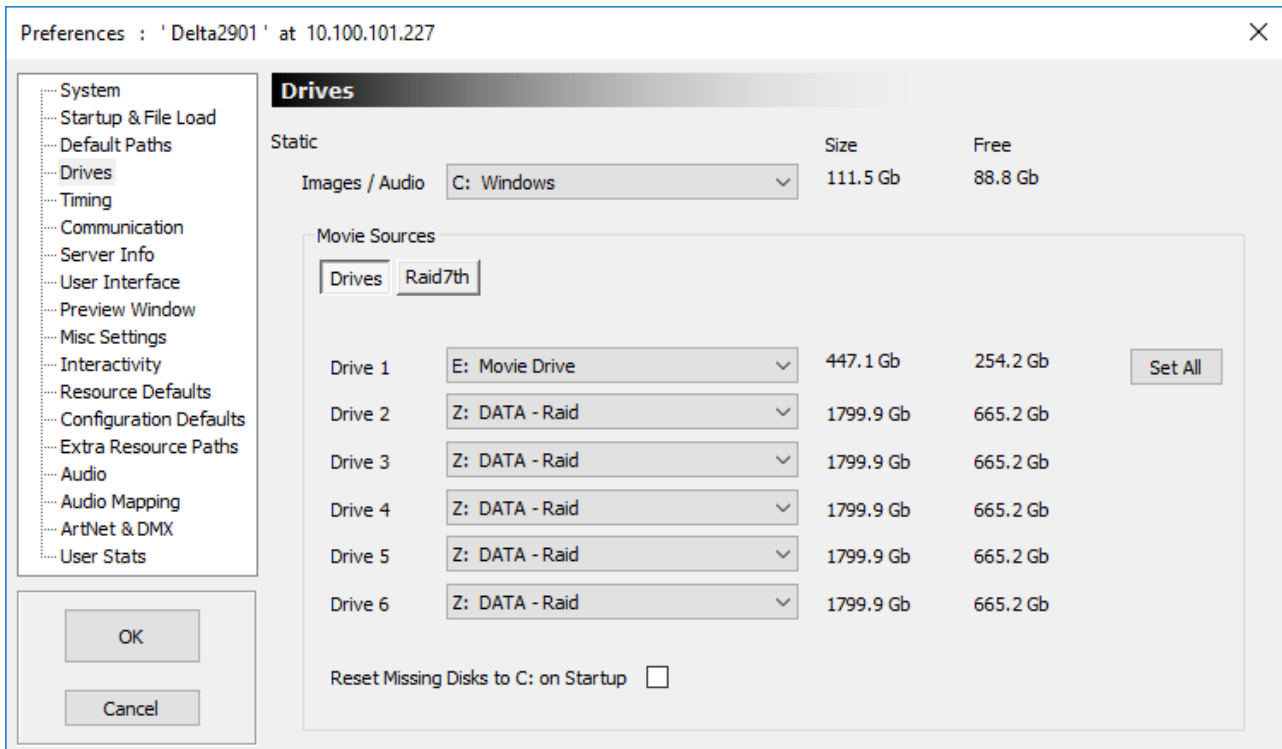 Preferences : 'Delta2901' at 10.100.101.227
System
Startup & File Load
Default Paths
Drives
Timing
Communication
Server Info
User Interface
Preview Window
Misc Settings
Interactivity
Resource Defaults
Configuration Defaults
Extra Resource Paths
Audio
Audio Mapping
ArtNet & DMX
User Stats
OK
Cancel
Drives
Static Size Free
Images / Audio C: Windows 111.5 Gb 88.8 Gb
Movie Sources
Drives Raid7th
Drive 1 E: Movie Drive 447.1 Gb 254.2 Gb Set All
Drive 2 Z: DATA - Raid 1799.9 Gb 665.2 Gb
Drive 3 Z: DATA - Raid 1799.9 Gb 665.2 Gb
Drive 4 Z: DATA - Raid 1799.9 Gb 665.2 Gb
Drive 5 Z: DATA - Raid 1799.9 Gb 665.2 Gb
Drive 6 Z: DATA - Raid 1799.9 Gb 665.2 Gb
Reset Missing Disks to C: on Startup